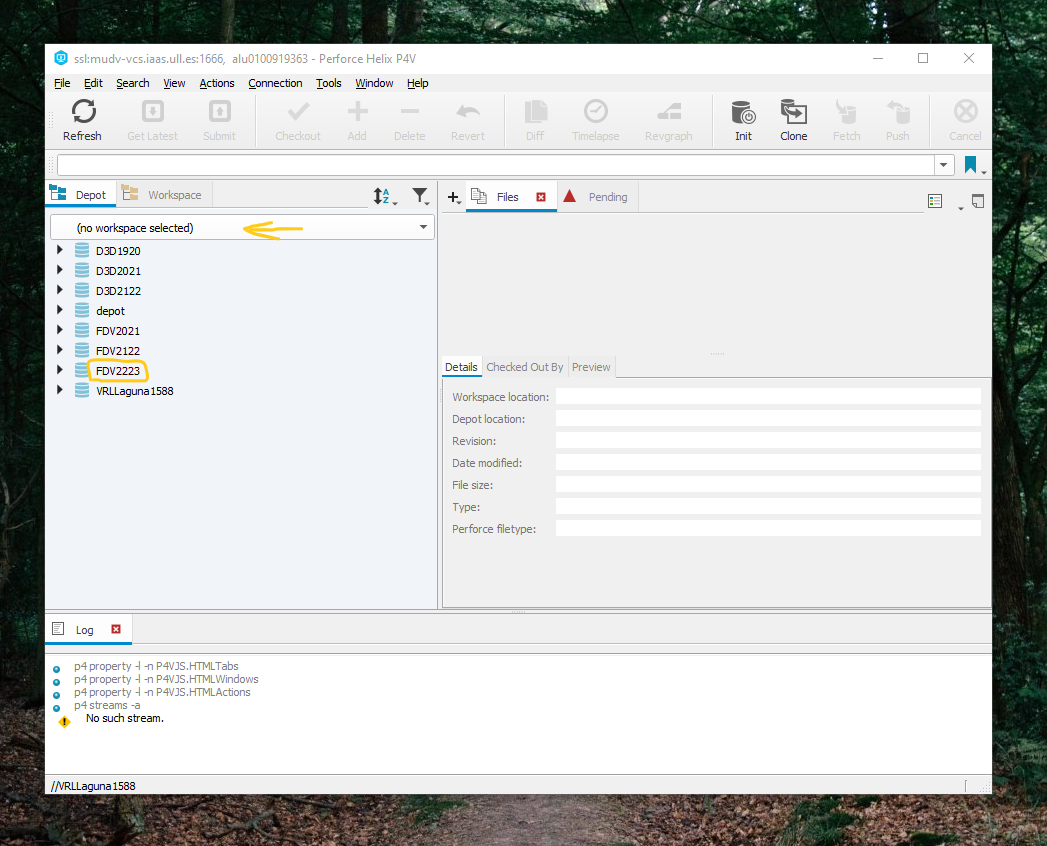 ssl:mudv-vcs.iaas.ull.es:1666, alu0100919363 - Perforce Helix P4V
File Edit Search View Actions Connection Tools Window Help
Refresh Get Latest Submit Checkout Add Delete Revert Diff Timelapse Revgraph Init Clone Fetch Push Cancel
Depot Workspace
Files Pending
(no workspace selected)
D3D1920
D3D2021
D3D2122
depot
FDV2021
FDV2122
FDV2223
VRLLaguna1588
Details Checked Out By Preview
Workspace location:
Depot location:
Revision:
Date modified:
File size:
Type:
Perforce filetype:
Log
p4 property -l -n P4VJS.HTMLTabs
p4 property -l -n P4VJS.HTMLWindows
p4 property -l -n P4VJS.HTMLActions
p4 streams -a
No such stream.
//VRLLaguna1588